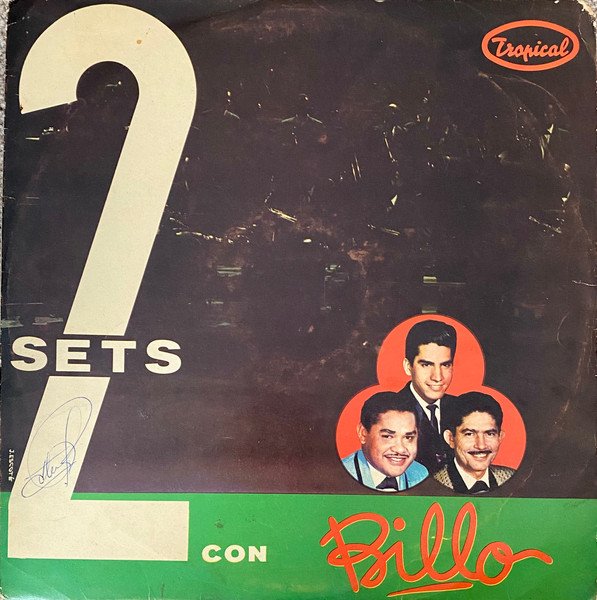 Tropical
2
SETS
CON
Billo